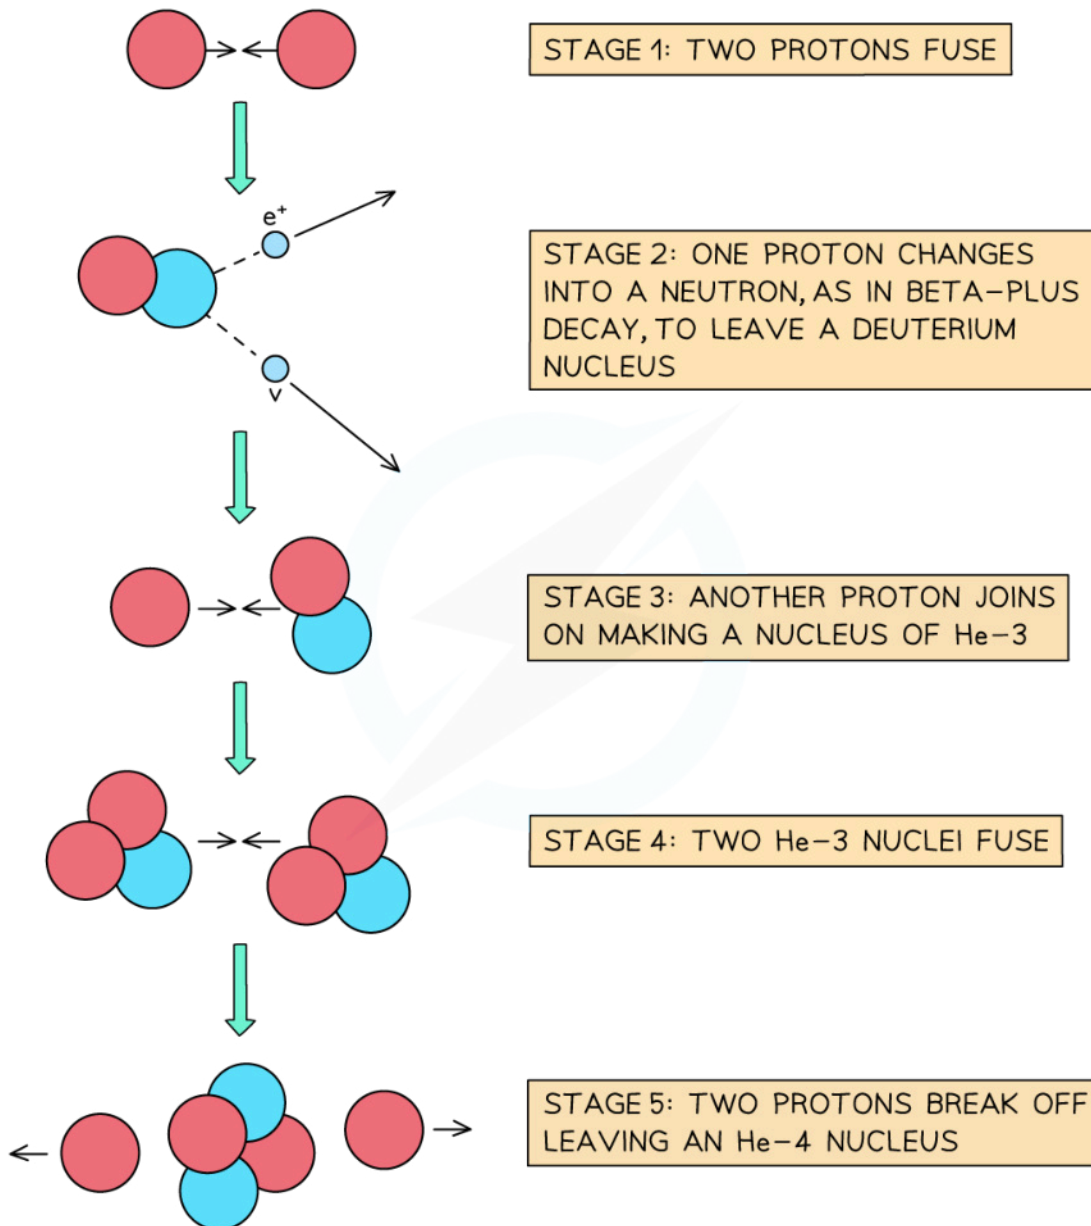 STAGE 1: TWO PROTONS FUSE
e+
STAGE 2: ONE PROTON CHANGES
INTO A NEUTRON, AS IN BETA-PLUS
DECAY, TO LEAVE A DEUTERIUM
NUCLEUS
v
STAGE 3: ANOTHER PROTON JOINS
ON MAKING A NUCLEUS OF He-3
STAGE 4: TWO He-3 NUCLEI FUSE
STAGE 5: TWO PROTONS BREAK OFF
LEAVING AN He-4 NUCLEUS